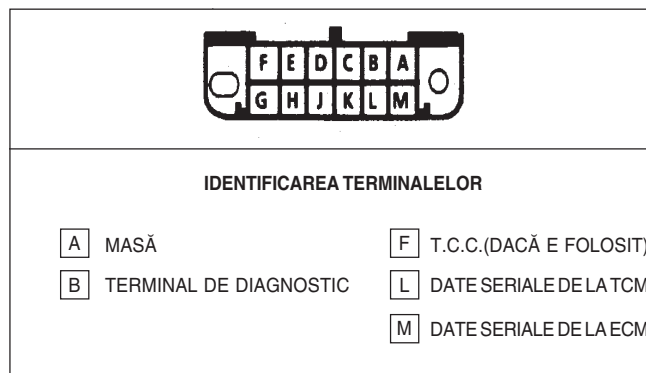 F E D C B A
G H J K L M
IDENTIFICAREA TERMINALELOR
A MASĂ
B TERMINAL DE DIAGNOSTIC
F T.C.C.(DACĂ E FOLOSIT)
L DATE SERIALE DE LA TCM
M DATE SERIALE DE LA ECM